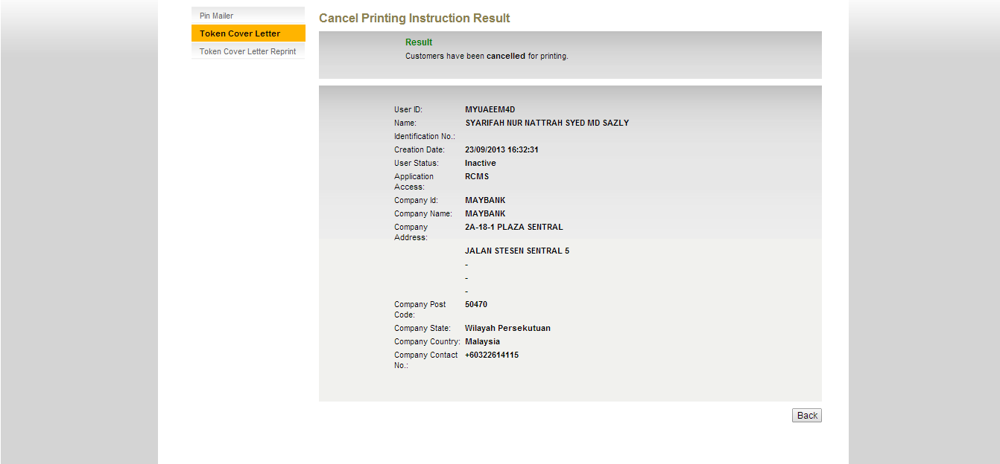 Pin Mailer
Token Cover Letter
Token Cover Letter Reprint
Cancel Printing Instruction Result
Result
Customers have been cancelled for printing.
User ID: MYUAEEM4D
Name: SYARIFAH NUR NATTRAH SYED MD SAZLY
Identification No.:
Creation Date: 23/09/2013 16:32:31
User Status: Inactive
Application RCMS
Access:
Company Id: MAYBANK
Company Name: MAYBANK
Company 2A-18-1 PLAZA SENTRAL
Address:
JALAN STESEN SENTRAL 5
-
-
-
Company Post 50470
Code:
Company State: Wilayah Persekutuan
Company Country: Malaysia
Company Contact +60322614115
No.:
Back